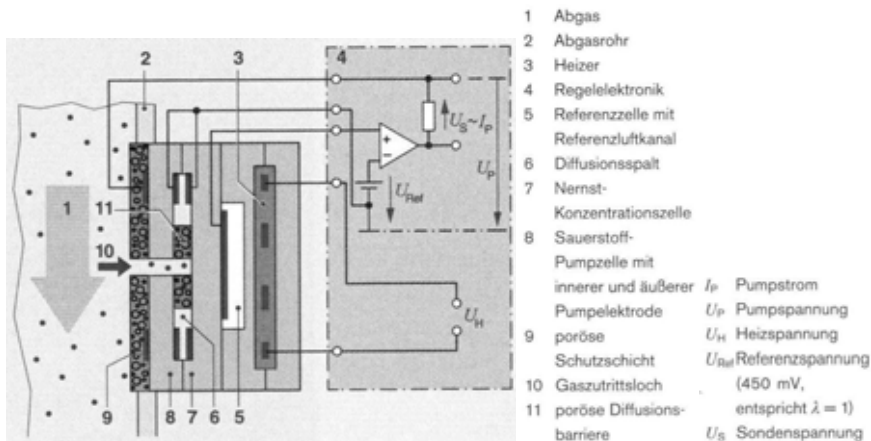 2
3
4
1
11
10
9
8
7
6
5
U_S~I_P
U_P
U_Ref
U_H
+
−
1 Abgas
2 Abgasrohr
3 Heizer
4 Regelelektronik
5 Referenzzelle mit
Referenzluftkanal
6 Diffusionsspalt
7 Nernst-
Konzentrationszelle
8 Sauerstoff-
Pumpzelle mit
innerer und äußerer
Pumpelektrode
9 poröse
Schutzschicht
10 Gaszutrittsloch
11 poröse Diffusions-
barriere
I_P Pumpstrom
U_P Pumpspannung
U_H Heizspannung
U_Ref Referenzspannung
(450 mV,
entspricht λ = 1)
U_S Sondenspannung